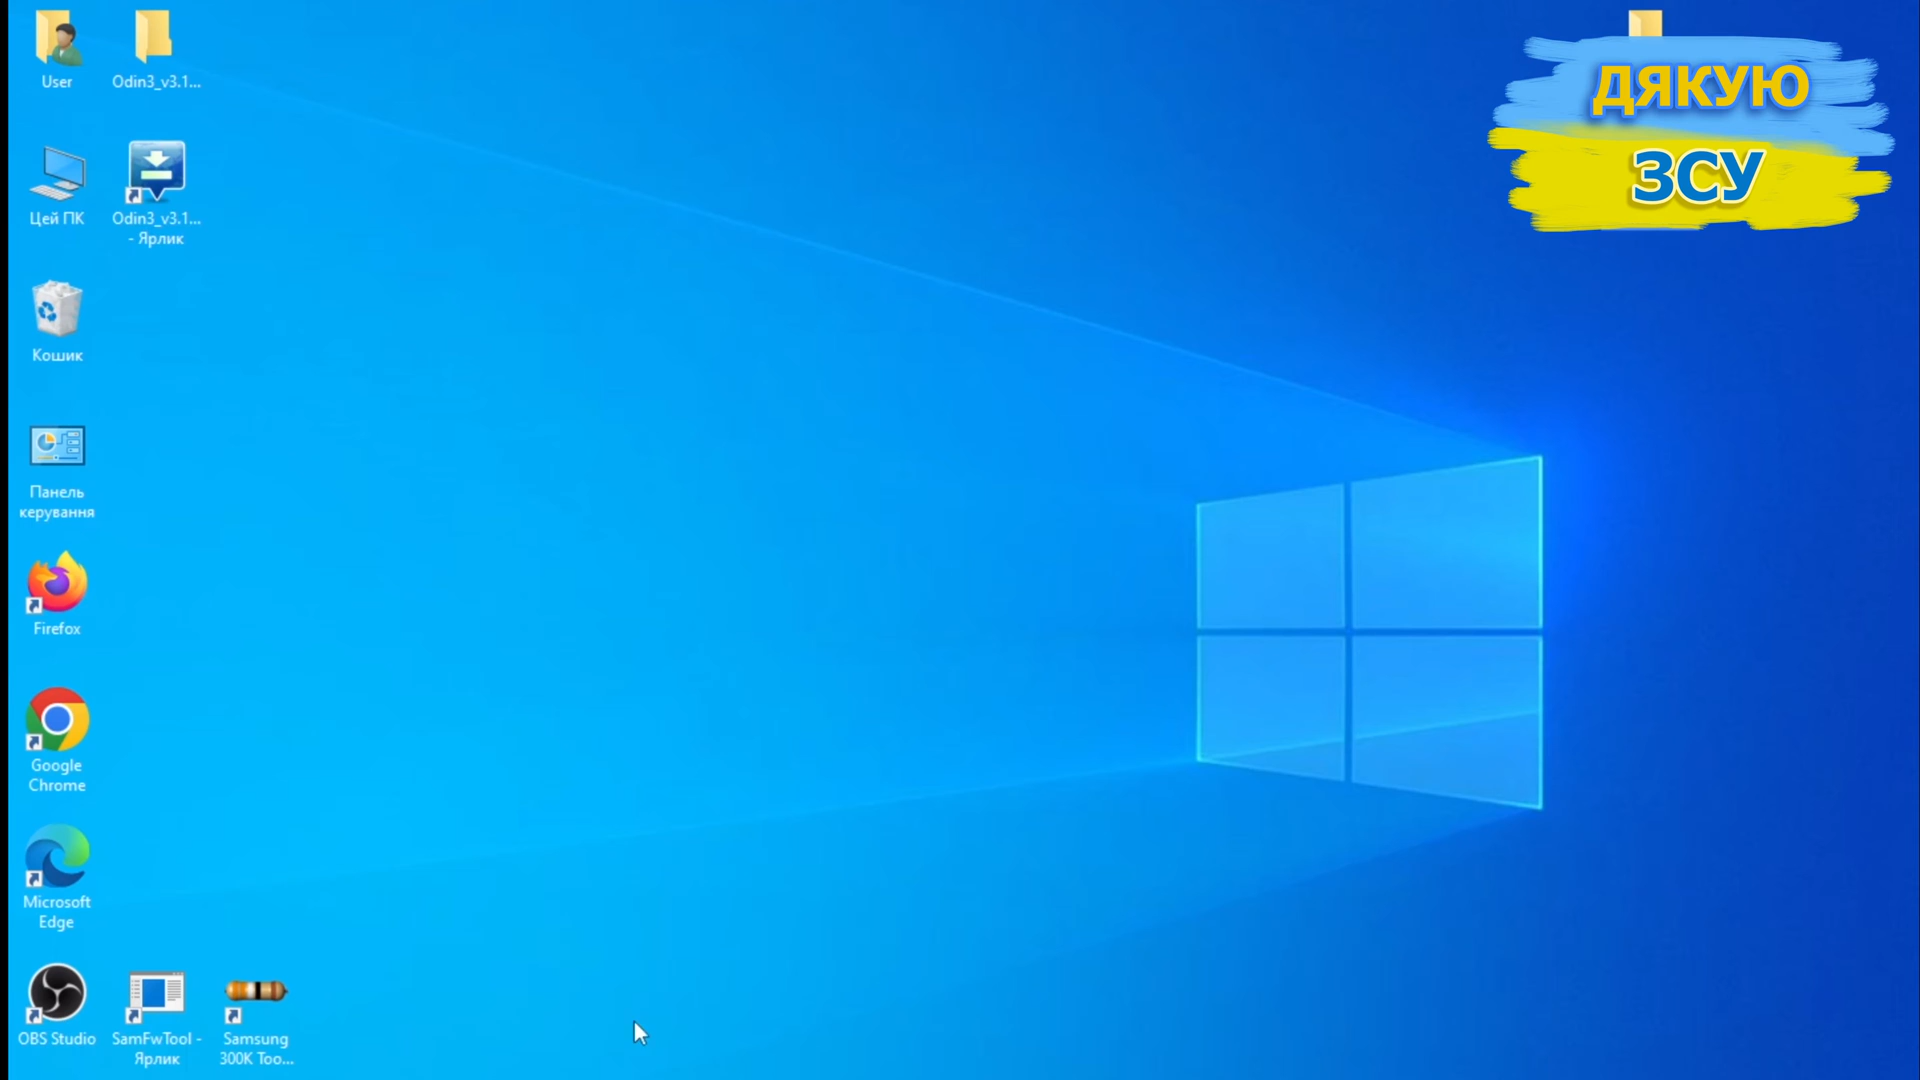 User
Odin3_v3.1...
Цей ПК
Odin3_v3.1...
- Ярлик
Кошик
Панель
керування
Firefox
Google
Chrome
Microsoft
Edge
OBS Studio
SamFwTool -
Ярлик
Samsung
300K Too...
ДЯКУЮ
ЗСУ